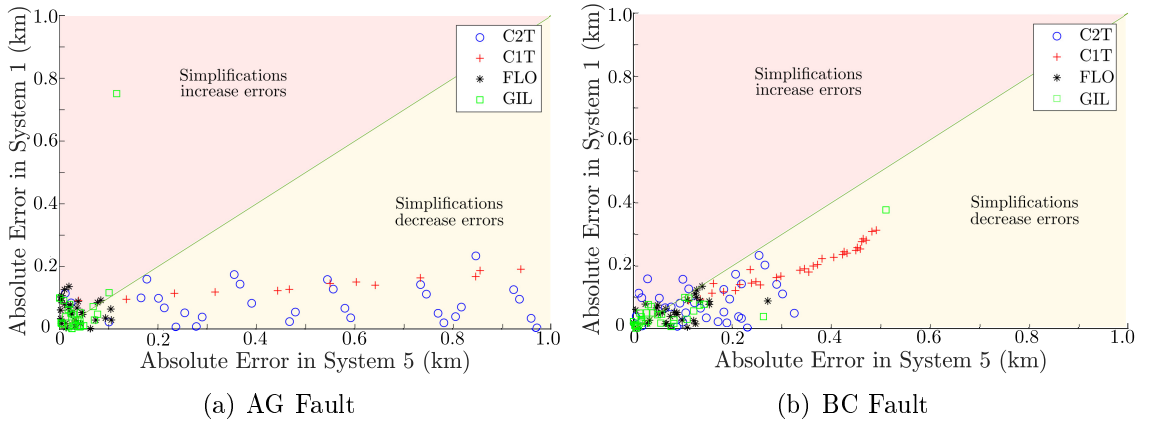 Absolute Error in System 1 (km)
1.0
0.8
0.6
0.4
0.2
0
Simplifications
increase errors
Simplifications
decrease errors
C2T
C1T
FLO
GIL
0
0.2
0.4
0.6
0.8
1.0
Absolute Error in System 5 (km)
(a) AG Fault
Absolute Error in System 1 (km)
1.0
0.8
0.6
0.4
0.2
0
Simplifications
increase errors
Simplifications
decrease errors
C2T
C1T
FLO
GIL
0
0.2
0.4
0.6
0.8
1.0
Absolute Error in System 5 (km)
(b) BC Fault